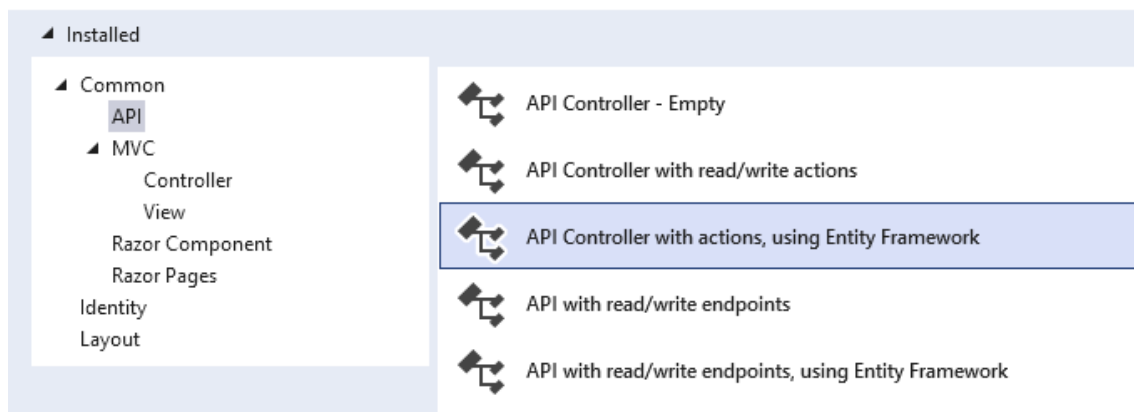 Installed
Common
API
MVC
Controller
View
Razor Component
Razor Pages
Identity
Layout
API Controller - Empty
API Controller with read/write actions
API Controller with actions, using Entity Framework
API with read/write endpoints
API with read/write endpoints, using Entity Framework